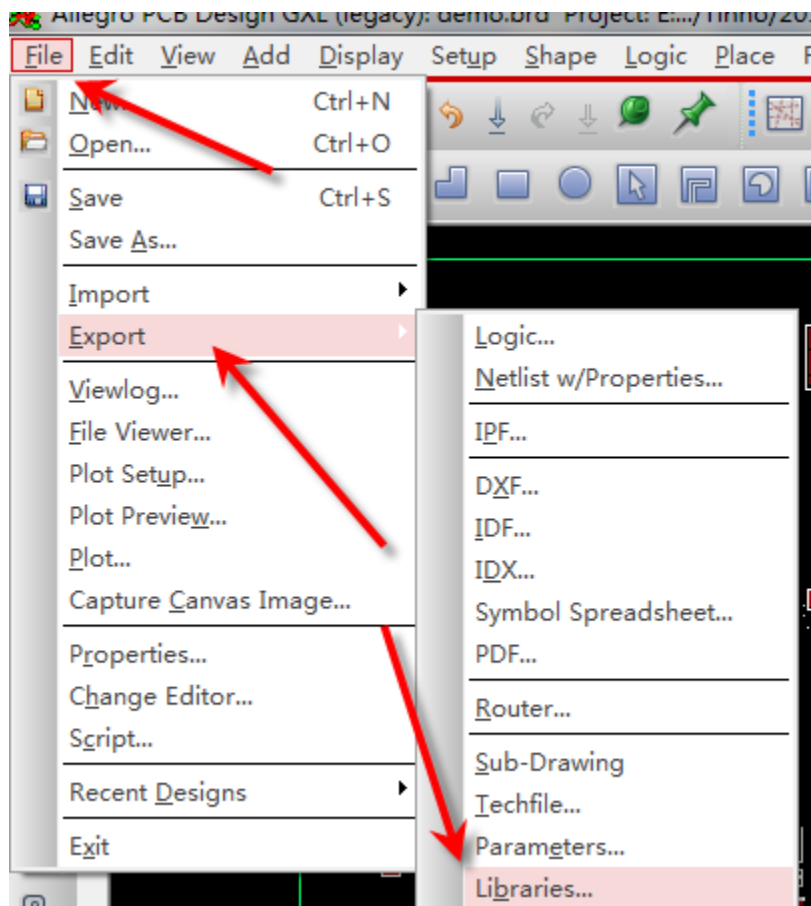 Allegro PCB Design GXL (legacy): demo.brd Project: E:.../
File Edit View Add Display Setup Shape Logic Place
New... Ctrl+N
Open... Ctrl+O
Save Ctrl+S
Save As...
Import
Export
Viewlog...
File Viewer...
Plot Setup...
Plot Preview...
Plot...
Capture Canvas Image...
Properties...
Change Editor...
Script...
Recent Designs
Exit
Logic...
Netlist w/Properties...
IPF...
DXF...
IDF...
IDX...
Symbol Spreadsheet...
PDF...
Router...
Sub-Drawing
Techfile...
Parameters...
Libraries...